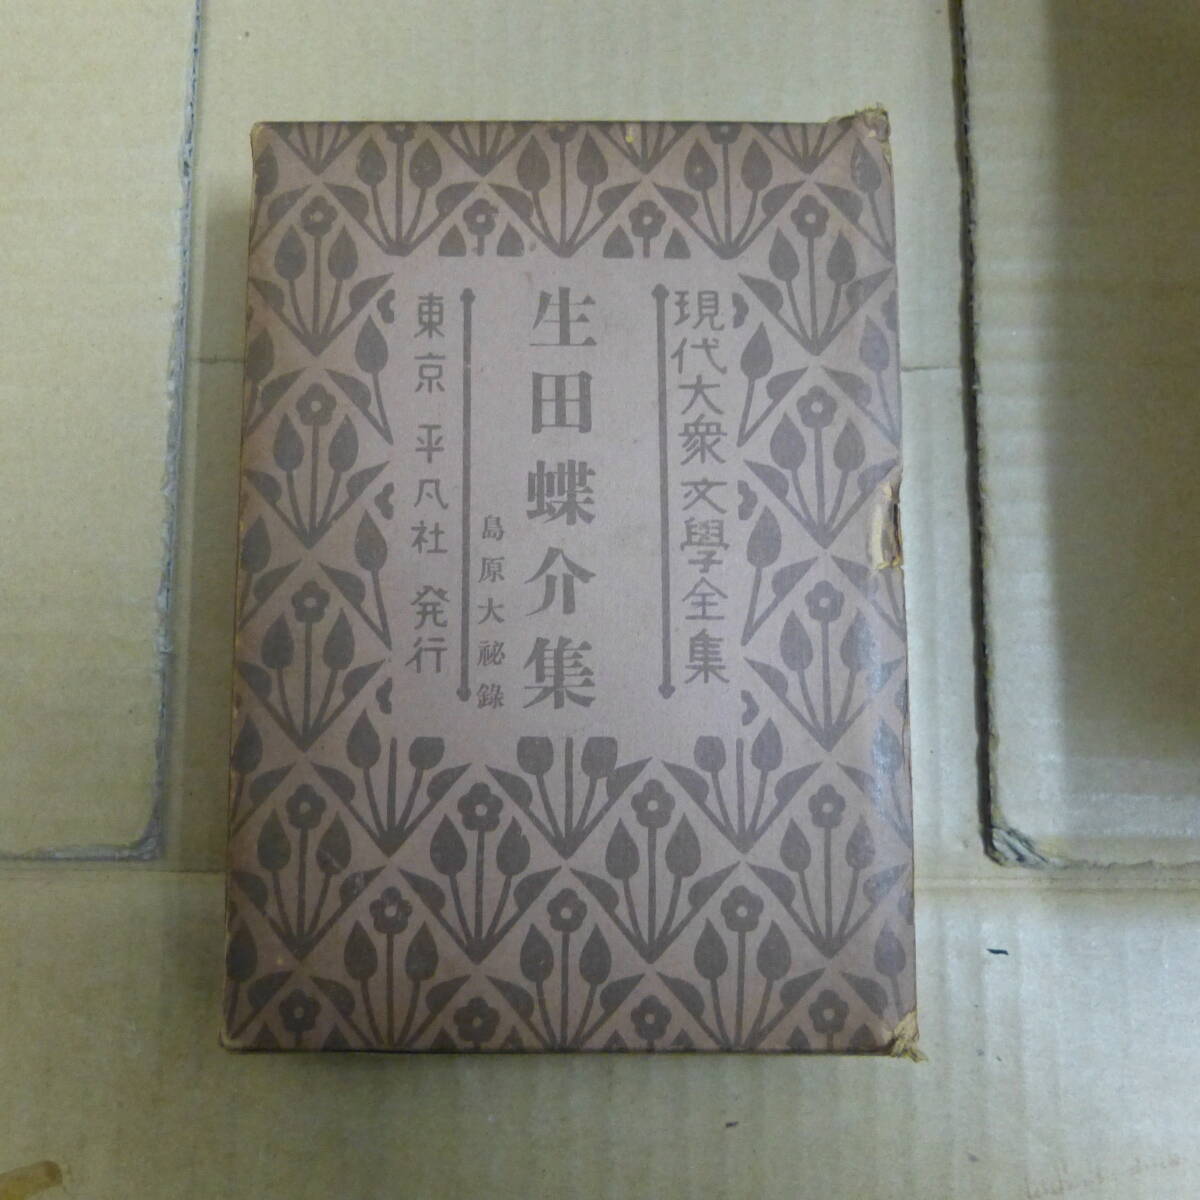 現代大衆文學全集
生田蝶介集
島原大祕錄
東京 平凡社 発行